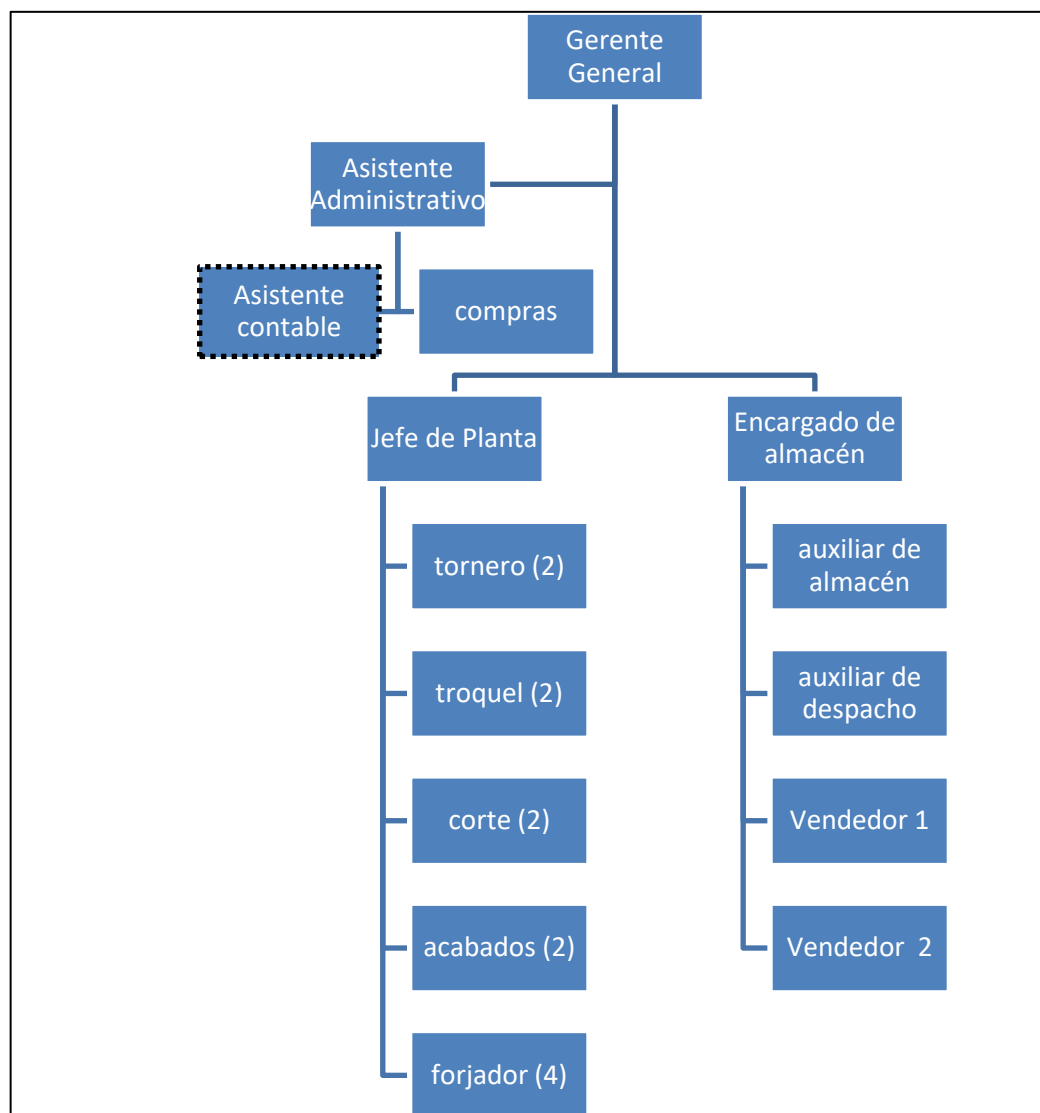 Gerente
General
Asistente
Administrativo
Asistente
contable
compras
Jefe de Planta
tornero (2)
troquel (2)
corte (2)
acabados (2)
forjador (4)
Encargado de
almacén
auxiliar de
almacén
auxiliar de
despacho
Vendedor 1
Vendedor  2